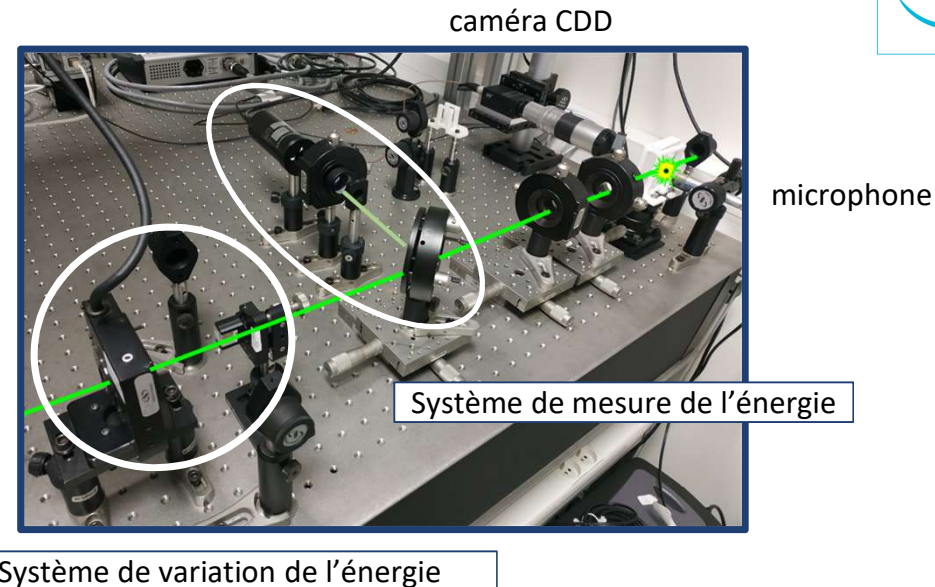 caméra CDD
microphone
Système de mesure de l’énergie
Système de variation de l’énergie